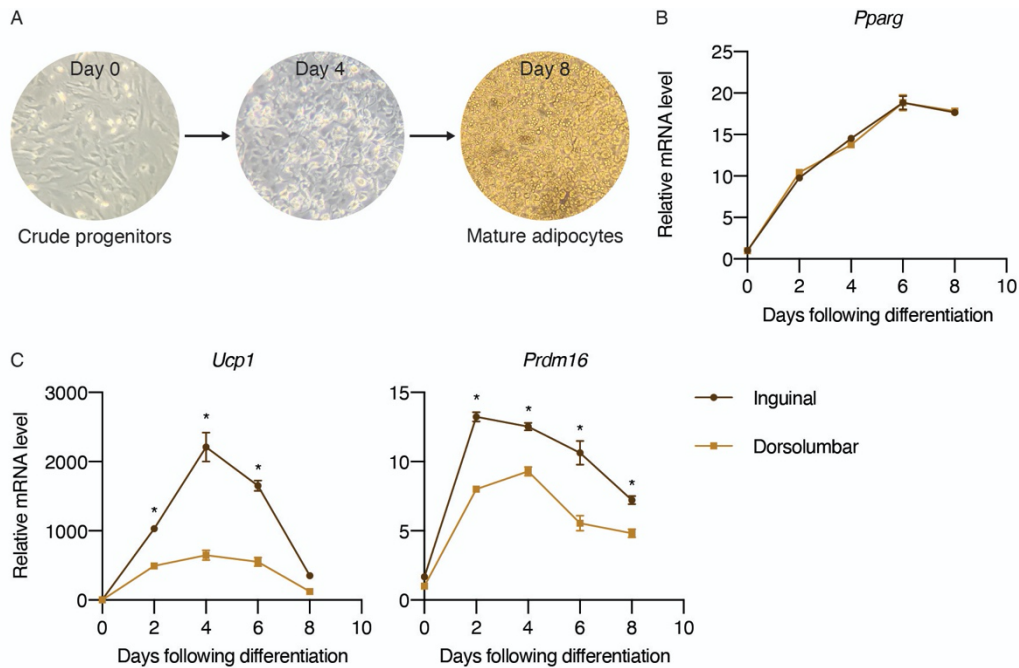 A
Day 0
Day 4
Day 8
Crude progenitors
Mature adipocytes
B
Pparg
Relative mRNA level
25
20
15
10
5
0
0 2 4 6 8 10
Days following differentiation
C
Ucp1
Relative mRNA level
3000
2000
1000
0
* * *
0 2 4 6 8 10
Days following differentiation
Prdm16
15
10
5
0
* * * *
0 2 4 6 8 10
Days following differentiation
Inguinal
Dorsolumbar